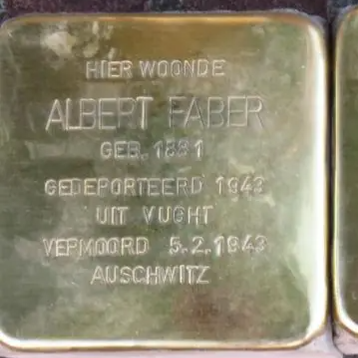 HIER WOONDE
ALBERT FABER
GEB. 1881
GEDEPORTEERD 1943
UIT VUGHT
VERMOORD 5.2.1943
AUSCHWITZ